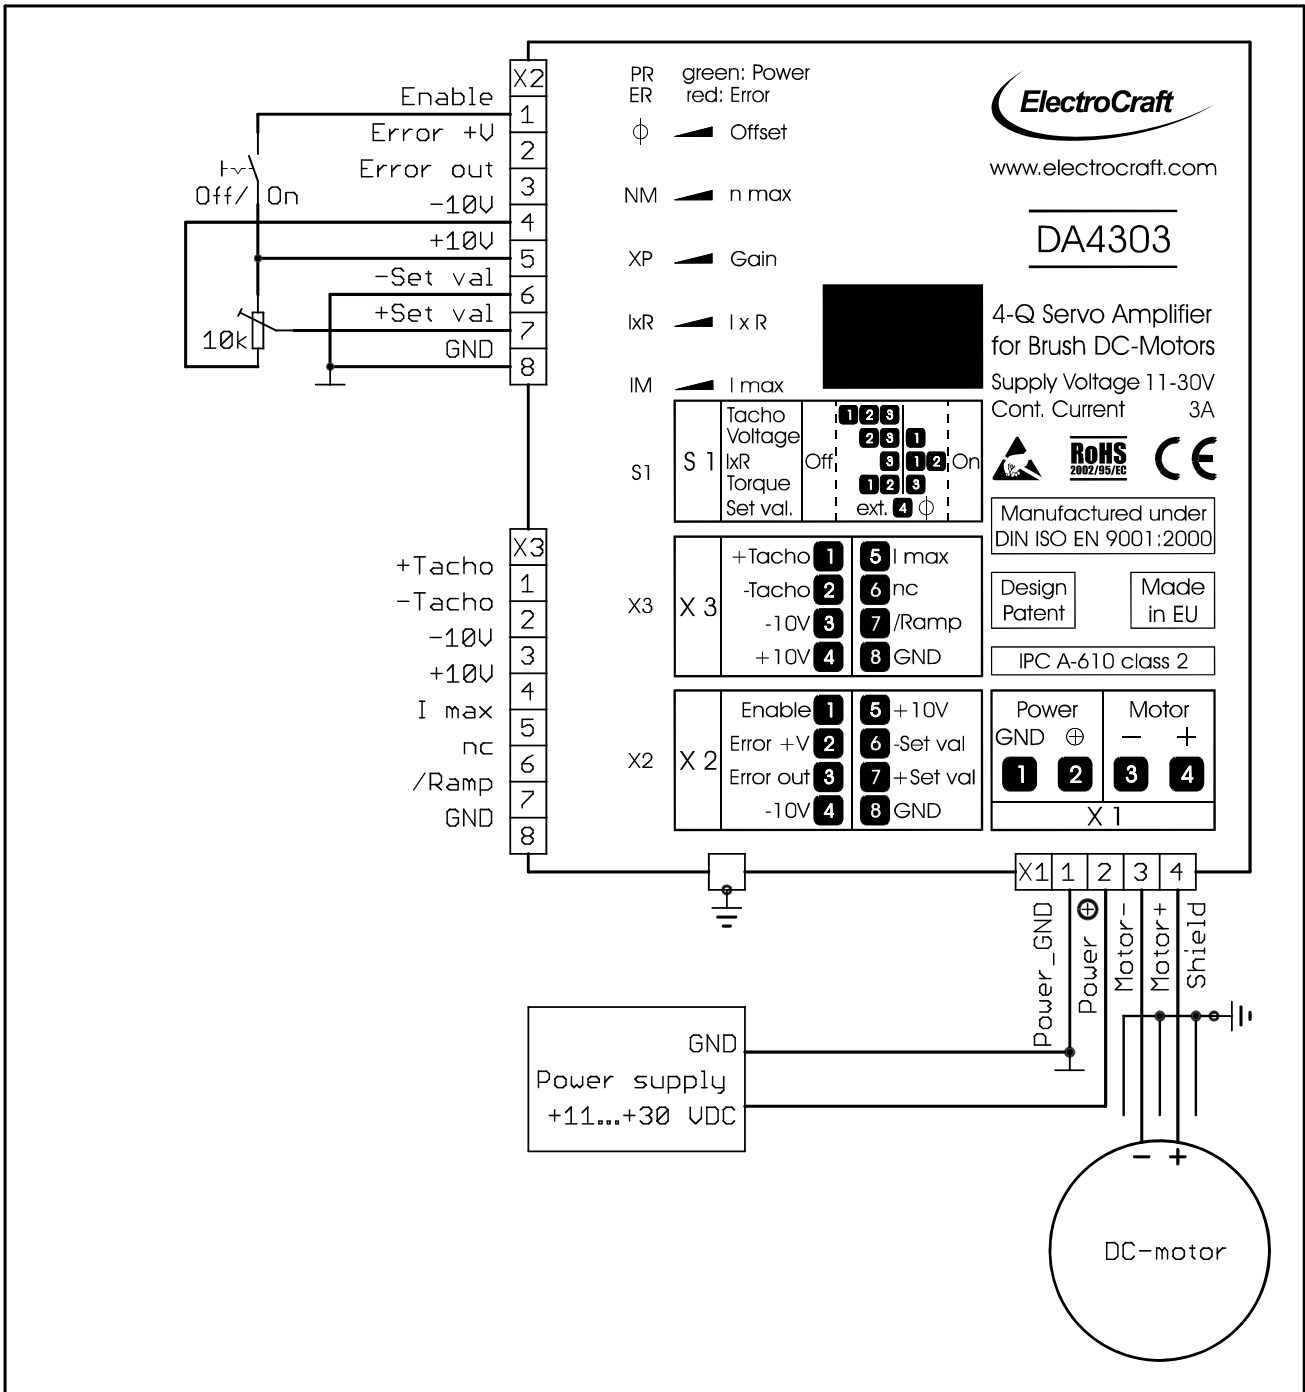 X2
Enable
1
Error +V
2
Error out
3
Off/ On
-10V
4
+10V
5
-Set val
6
+Set val
7
10k
GND
8
PR green: Power
ER red: Error
ϕ Offset
NM n max
XP Gain
IxR I x R
IM I max
ElectroCraft
www.electrocraft.com
DA4303
4-Q Servo Amplifier
for Brush DC-Motors
Supply Voltage 11-30V
Cont. Current 3A
RoHS
2002/95/EC
CE
Manufactured under
DIN ISO EN 9001:2000
Design
Patent
Made
in EU
IPC A-610 class 2
S1
S 1
Tacho 1 2 3
Voltage 2 3 1
IxR Off 3 1 2 On
Torque 1 2 3
Set val. ext. 4 ϕ
X3
X 3
+Tacho 1 5 I max
-Tacho 2 6 nc
-10V 3 7 /Ramp
+10V 4 8 GND
X2
X 2
Enable 1 5 +10V
Error +V 2 6 -Set val
Error out 3 7 +Set val
-10V 4 8 GND
Power Motor
GND ⊕ − +
1 2 3 4
X 1
X3
+Tacho
1
-Tacho
2
-10V
3
+10V
4
I max
5
nc
6
/Ramp
7
GND
8
X1 1 2 3 4
Power_GND
Power ⊕
Motor-
Motor+
Shield
GND
Power supply
+11...+30 VDC
− +
DC-motor